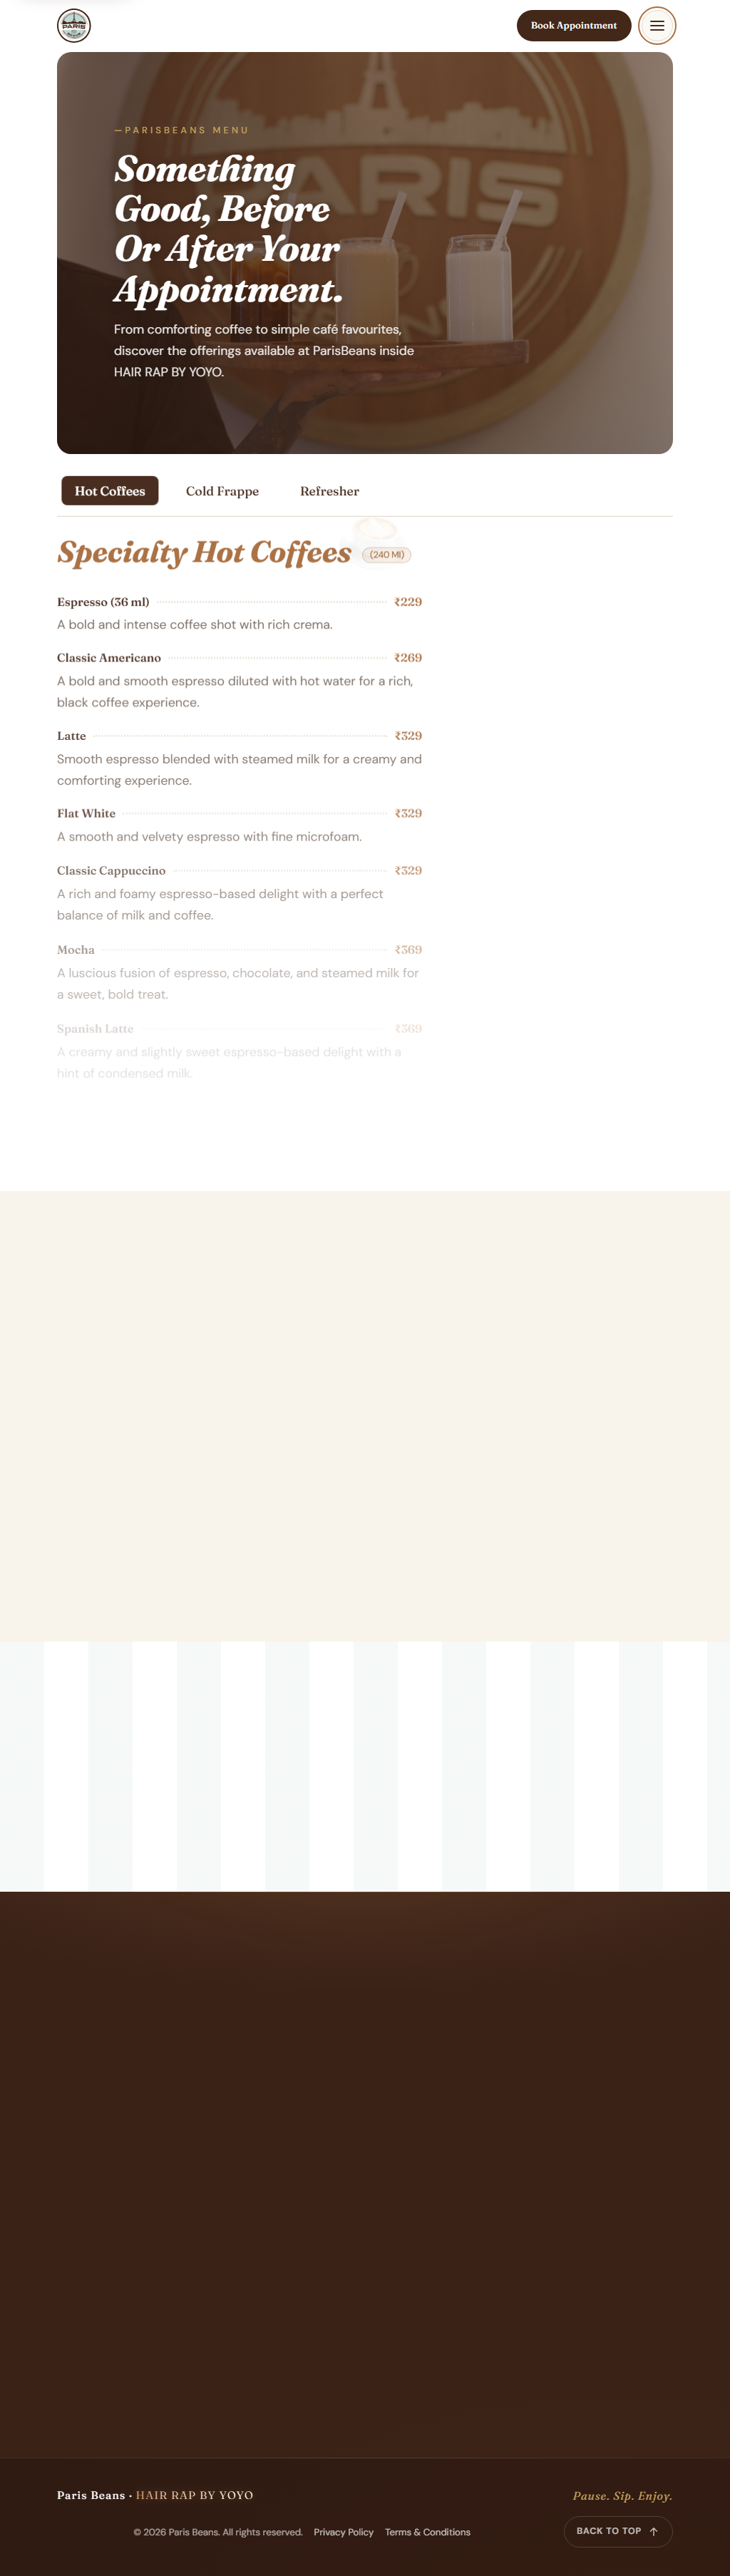 PARIS
Book Appointment
PARIS
—PARISBEANS MENU
Something
Good, Before
Or After Your
Appointment.
From comforting coffee to simple café favourites,
discover the offerings available at ParisBeans inside
HAIR RAP BY YOYO.
Hot Coffees
Cold Frappe
Refresher
Specialty Hot Coffees (240 Ml)
Espresso (36 ml) ₹229
A bold and intense coffee shot with rich crema.
Classic Americano ₹269
A bold and smooth espresso diluted with hot water for a rich,
black coffee experience.
Latte ₹329
Smooth espresso blended with steamed milk for a creamy and
comforting experience.
Flat White ₹329
A smooth and velvety espresso with fine microfoam.
Classic Cappuccino ₹329
A rich and foamy espresso-based delight with a perfect
balance of milk and coffee.
Mocha ₹369
A luscious fusion of espresso, chocolate, and steamed milk for
a sweet, bold treat.
Spanish Latte ₹369
A creamy and slightly sweet espresso-based delight with a
hint of condensed milk.
Paris Beans · HAIR RAP BY YOYO
Pause. Sip. Enjoy.
© 2026 Paris Beans. All rights reserved. Privacy Policy Terms & Conditions
BACK TO TOP ↑